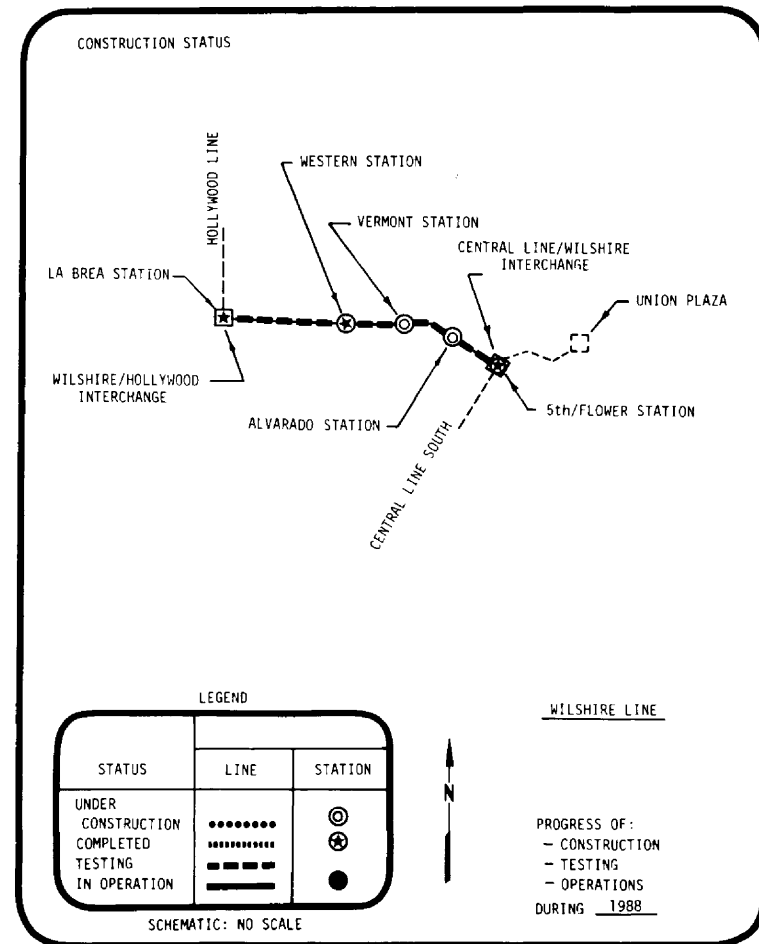 CONSTRUCTION STATUS
HOLLYWOOD LINE
WESTERN STATION
VERMONT STATION
CENTRAL LINE/WILSHIRE
INTERCHANGE
LA BREA STATION
UNION PLAZA
WILSHIRE/HOLLYWOOD
INTERCHANGE
ALVARADO STATION
5th/FLOWER STATION
CENTRAL LINE SOUTH
LEGEND
STATUS LINE STATION
UNDER
CONSTRUCTION
COMPLETED
TESTING
IN OPERATION
SCHEMATIC: NO SCALE
N
WILSHIRE LINE
PROGRESS OF:
- CONSTRUCTION
- TESTING
- OPERATIONS
DURING 1988